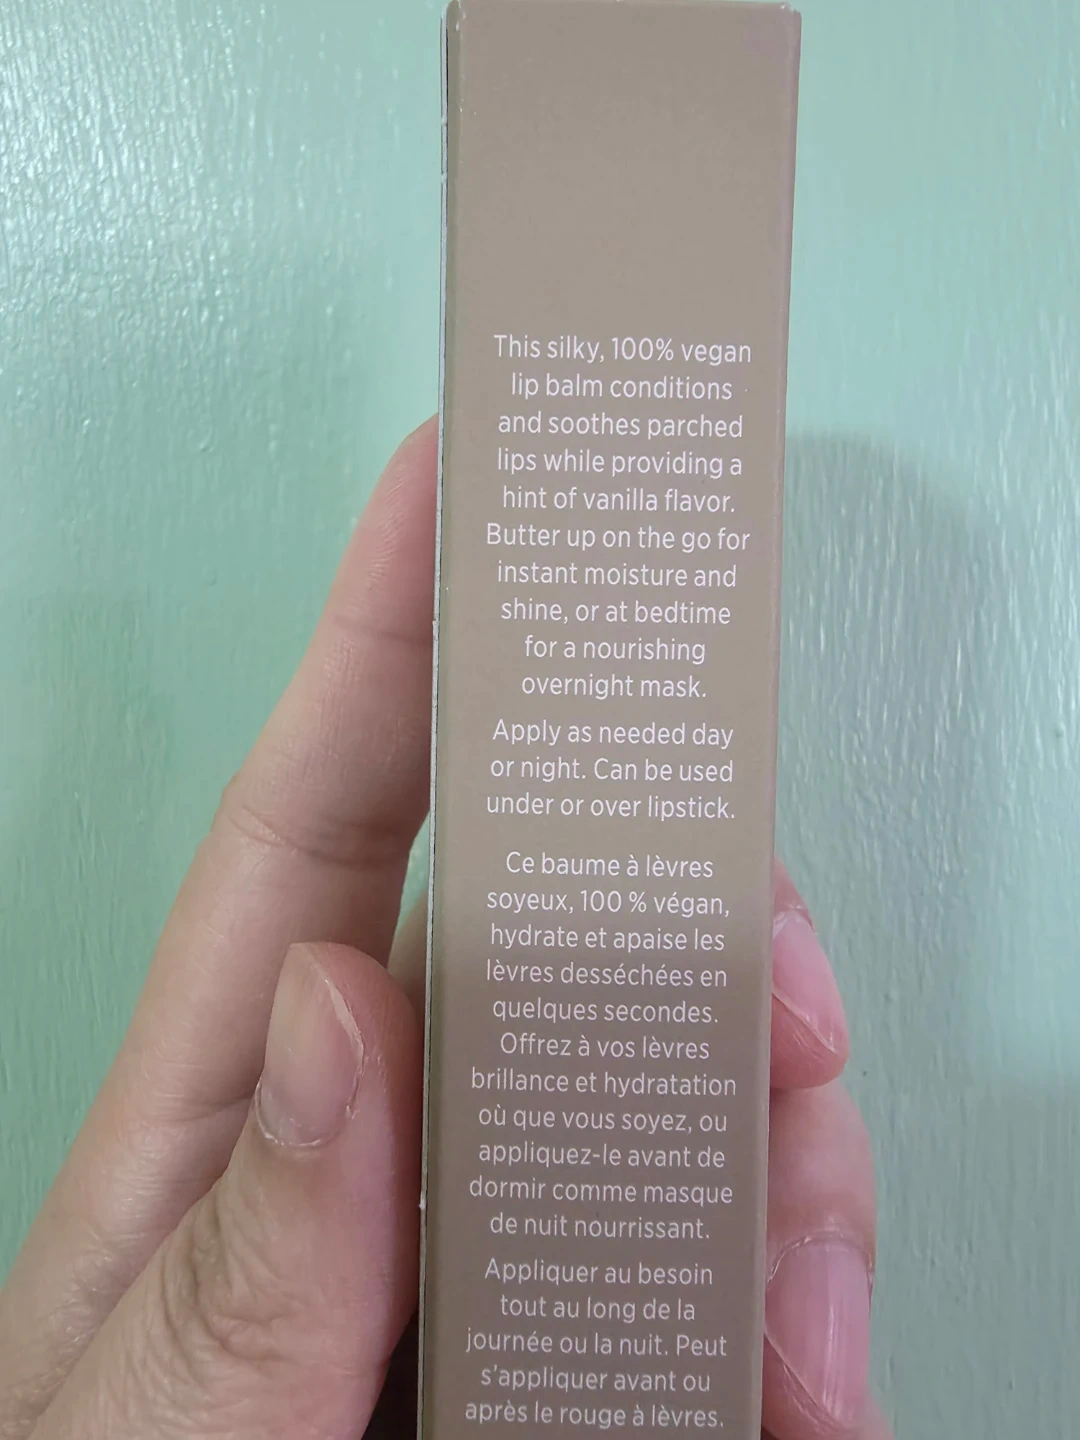 This silky, 100% vegan
lip balm conditions
and soothes parched
lips while providing a
hint of vanilla flavor.
Butter up on the go for
instant moisture and
shine, or at bedtime
for a nourishing
overnight mask.
Apply as needed day
or night. Can be used
under or over lipstick.
Ce baume à lèvres
soyeux, 100 % végan,
hydrate et apaise les
lèvres desséchées en
quelques secondes.
Offrez à vos lèvres
brillance et hydratation
où que vous soyez, ou
appliquez-le avant de
dormir comme masque
de nuit nourrissant.
Appliquer au besoin
tout au long de la
journée ou la nuit. Peut
s'appliquer avant ou
après le rouge à lèvres.